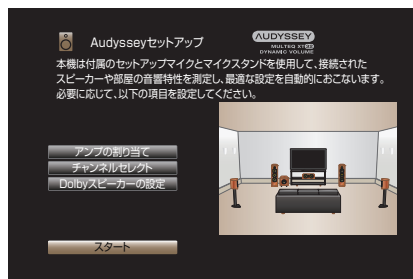 Audysseyセットアップ
AUDYSSEY
MULTEQ XT32
DYNAMIC VOLUME
本機は付属のセットアップマイクとマイクスタンドを使用して、接続された
スピーカーや部屋の音響特性を測定し、最適な設定を自動的におこないます。
必要に応じて、以下の項目を設定してください。
アンプの割り当て
チャンネルセレクト
Dolbyスピーカーの設定
スタート